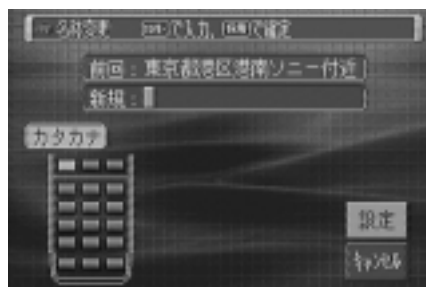 名称変更 で入力, で確定
前回：東京都港区港南ソニー付近
新規：
カタカナ
設定
キャンセル